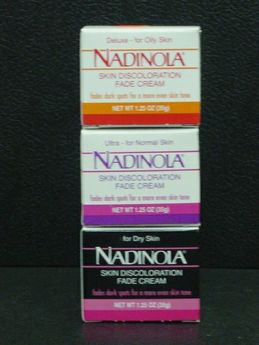 Deluxe - for Oily Skin
NADINOLA
SKIN DISCOLORATION
FADE CREAM
fades dark spots for a more even skin tone
NET WT 1.25 OZ (35g)
Ultra - for Normal Skin
NADINOLA
SKIN DISCOLORATION
FADE CREAM
fades dark spots for a more even skin tone
NET WT 1.25 OZ (35g)
for Dry Skin
NADINOLA
SKIN DISCOLORATION
FADE CREAM
fades dark spots for a more even skin tone
NET WT 1.25 OZ (35g)